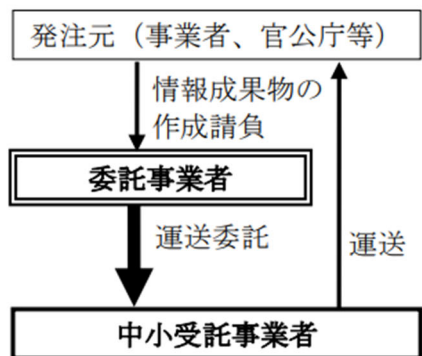 発注元（事業者、官公庁等）
情報成果物の
作成請負
委託事業者
運送委託
運送
中小受託事業者